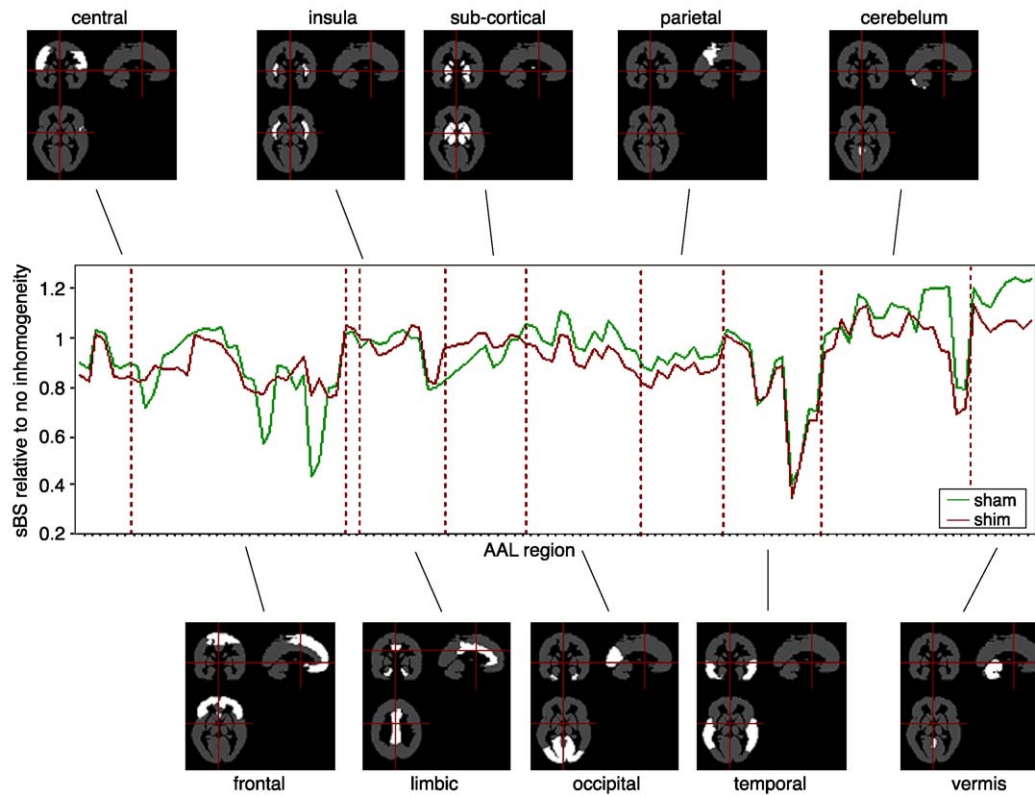 central
insula
sub-cortical
parietal
cerebelum
sBS relative to no inhomogeneity
1.2
1
0.8
0.6
0.4
0.2
sham
shim
AAL region
frontal
limbic
occipital
temporal
vermis